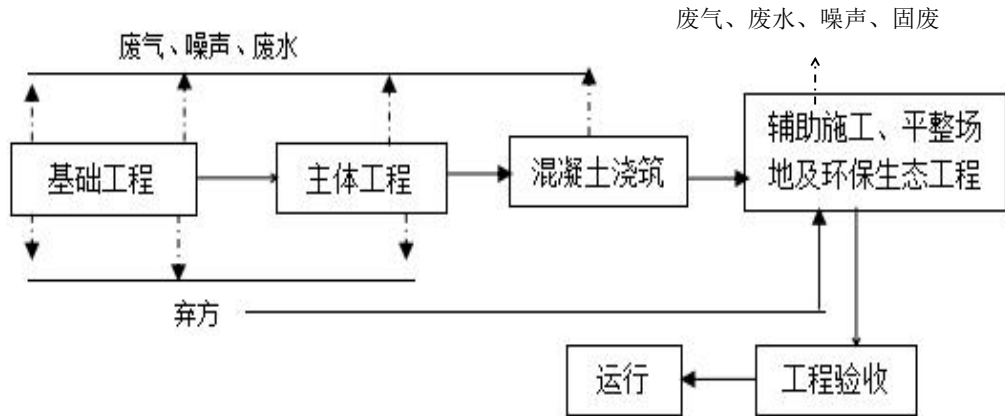 废气、废水、噪声、固废
废气、噪声、废水
基础工程
主体工程
混凝土浇筑
辅助施工、平整场
地及环保生态工程
弃方
运行
工程验收